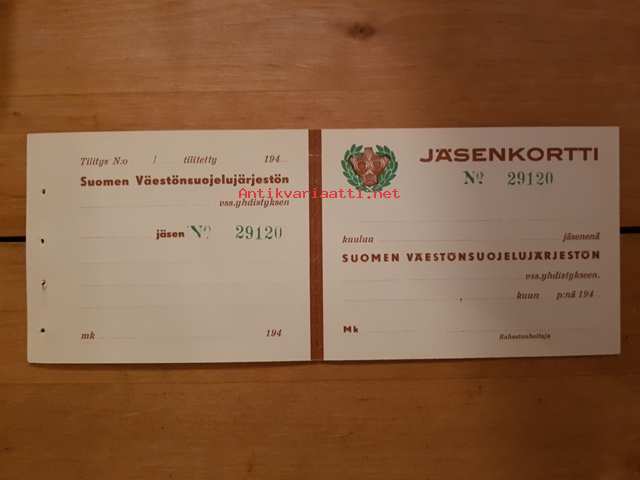 Tilitys N:o / tilitetty 194
Suomen Väestönsuojelujärjestön
vss.yhdistyksen
jäsen Nº 29120
mk 194
JÄSENKORTTI
Nº 29120
kuuluu jäsenenä
SUOMEN VÄESTÖNSUOJELUJÄRJESTÖN
vss.yhdistykseen.
kuun p:nä 194
Mk
Rahastonhoitaja
Antikvariaatti.net